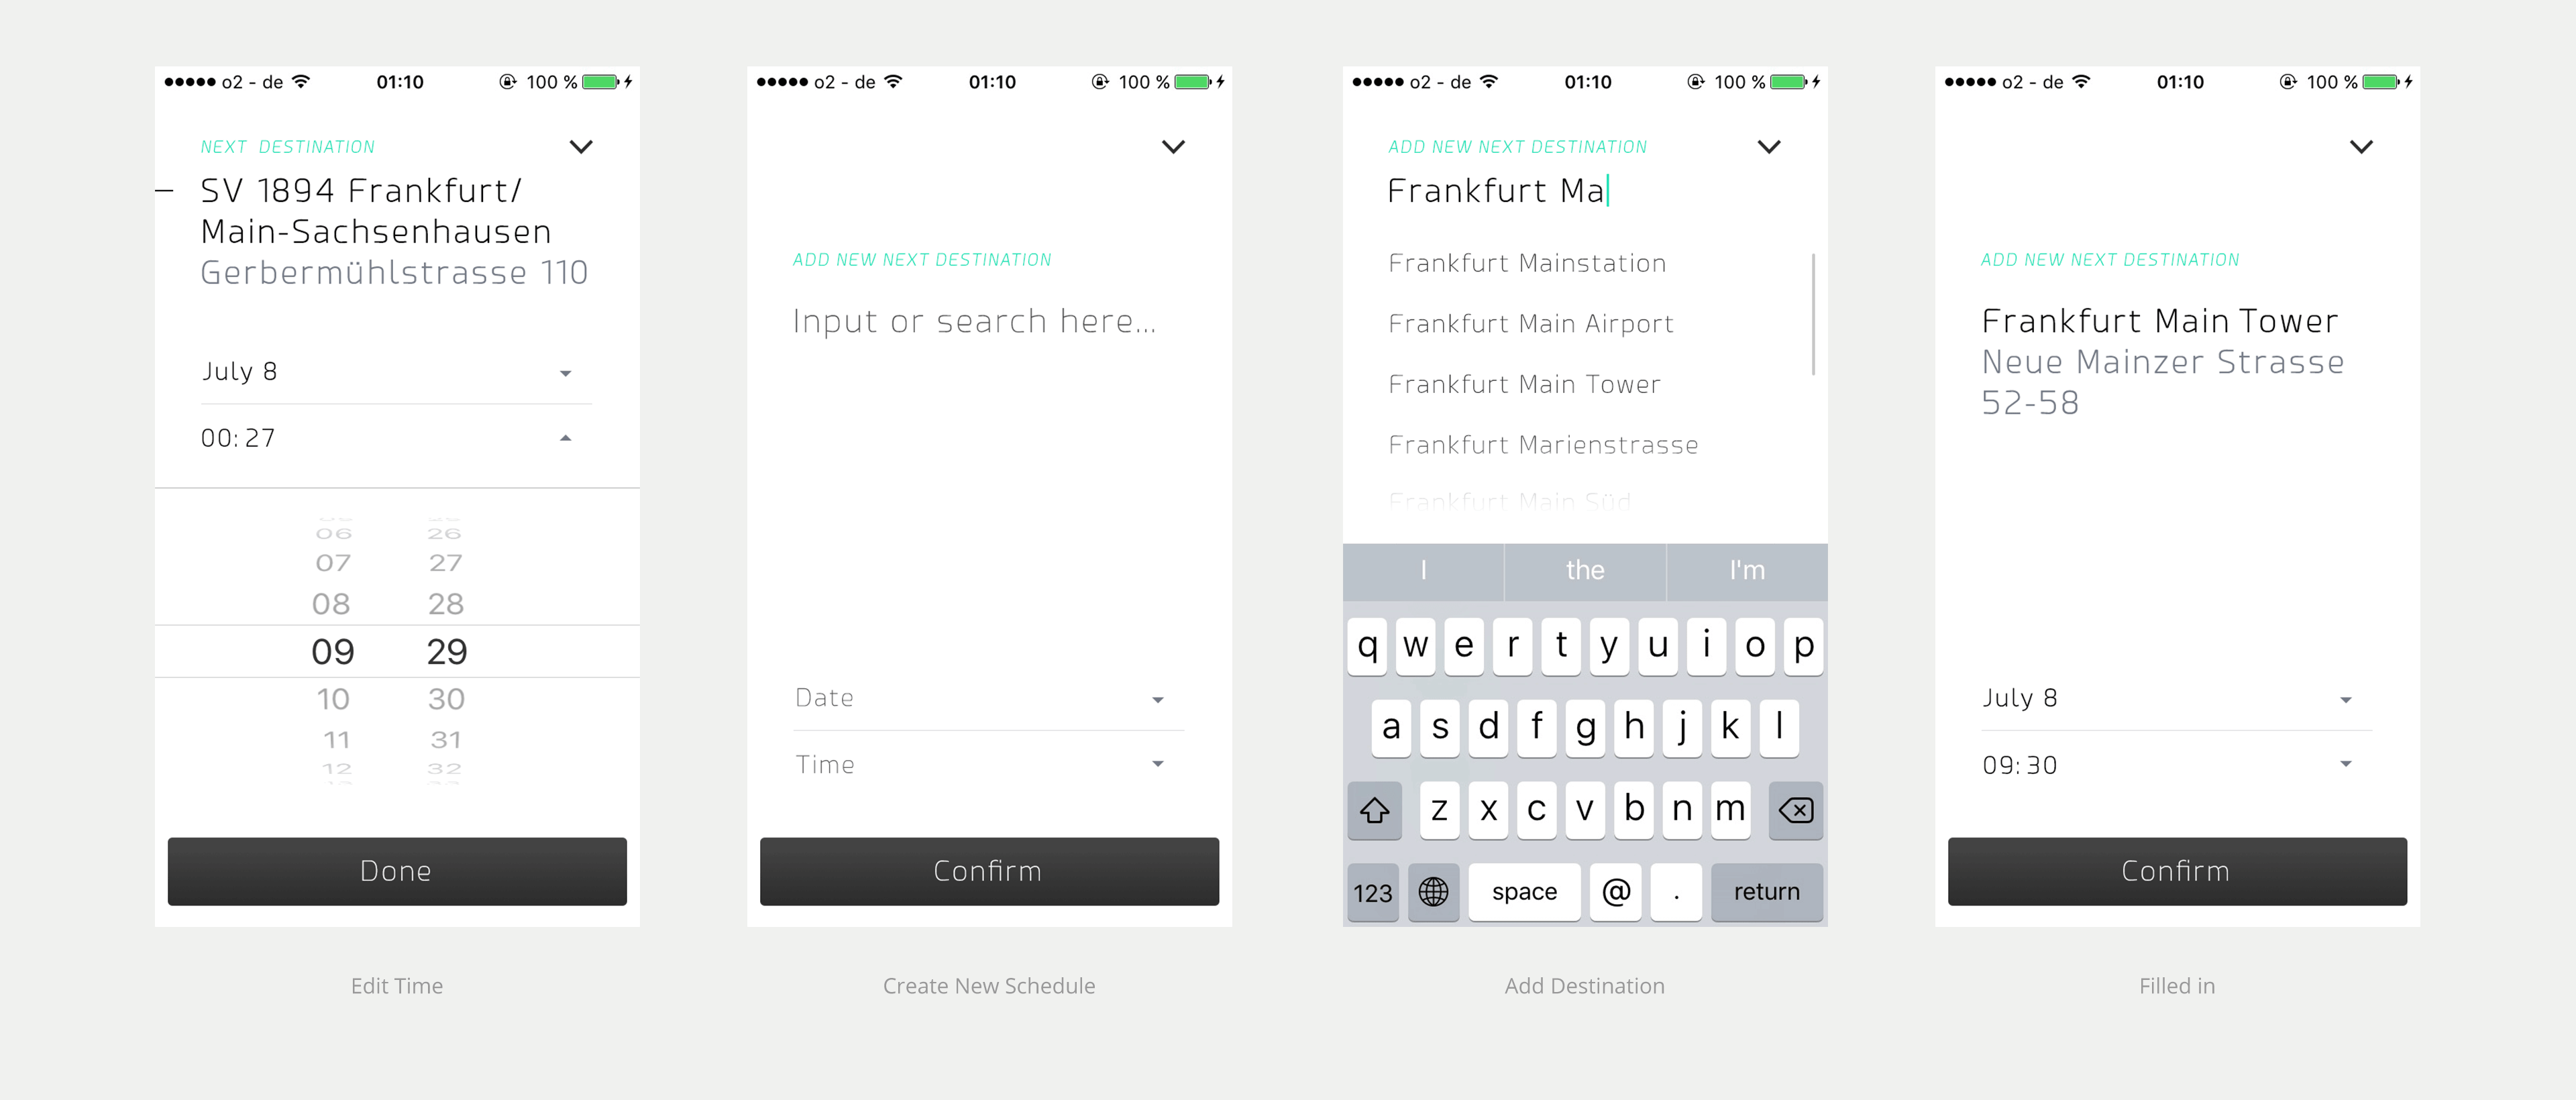 o2 - de 01:10 100 %
NEXT DESTINATION
SV 1894 Frankfurt/
Main-Sachsenhausen
Gerbermühlstrasse 110
July 8
00:27
06 26
07 27
08 28
09 29
10 30
11 31
12 32
Done
Edit Time
o2 - de 01:10 100 %
ADD NEW NEXT DESTINATION
Input or search here...
Date
Time
Confirm
Create New Schedule
o2 - de 01:10 100 %
ADD NEW NEXT DESTINATION
Frankfurt Ma
Frankfurt Mainstation
Frankfurt Main Airport
Frankfurt Main Tower
Frankfurt Marienstrasse
Frankfurt Main Süd
I the I'm
q w e r t y u i o p
a s d f g h j k l
z x c v b n m
123 space @ . return
Add Destination
o2 - de 01:10 100 %
ADD NEW NEXT DESTINATION
Frankfurt Main Tower
Neue Mainzer Strasse
52-58
July 8
09:30
Confirm
Filled in